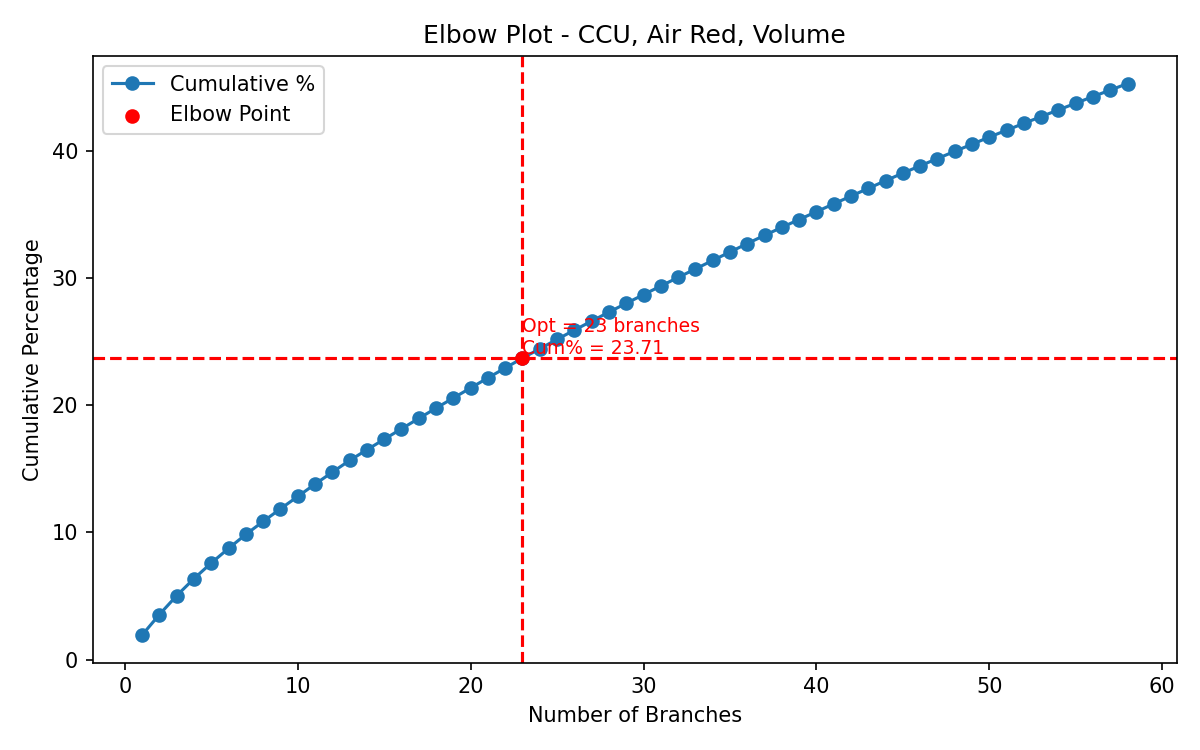 Elbow Plot - CCU, Air Red, Volume
Cumulative %
Elbow Point
Cumulative Percentage
40
30
20
10
0
Opt = 23 branches
Cum% = 23.71
0 10 20 30 40 50 60
Number of Branches